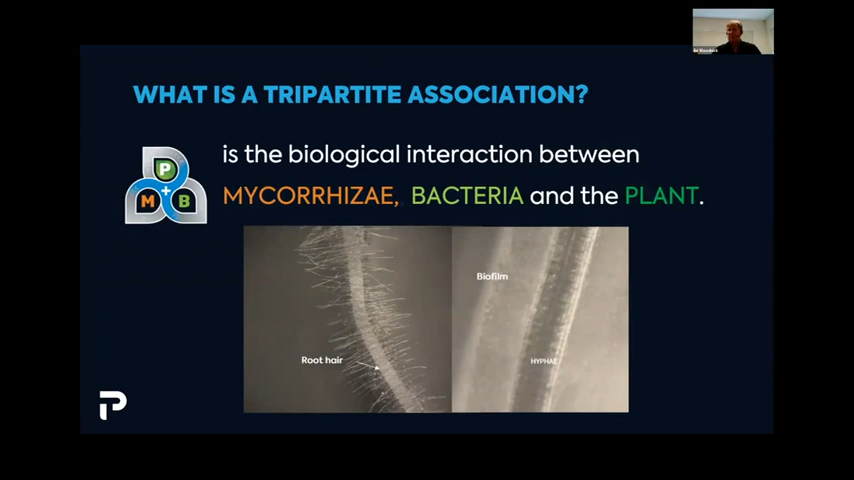 WHAT IS A TRIPARTITE ASSOCIATION?
is the biological interaction between
MYCORRHIZAE, BACTERIA and the PLANT.
P
M + B
Biofilm
Root hair
HYPHAE